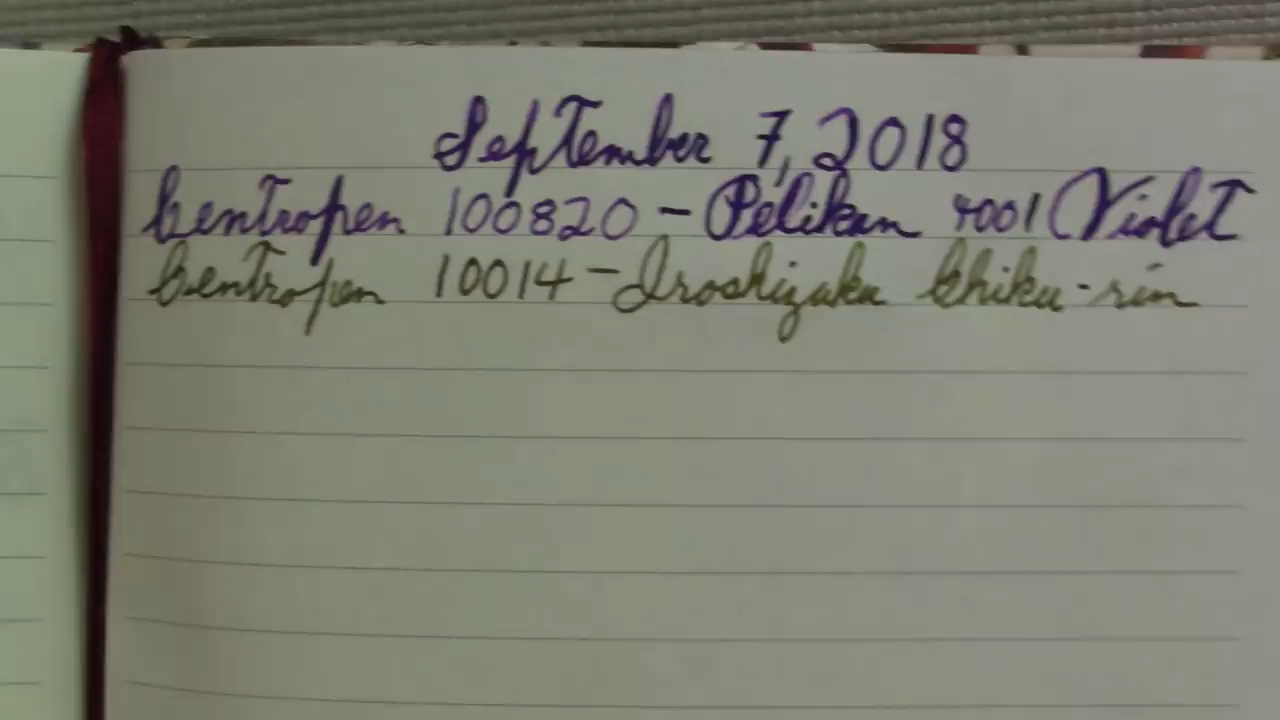 September 7, 2018
Centropen 100820 - Pelikan 4001 Violet
Centropen 10014 - Iroshizuku Chiku-rin